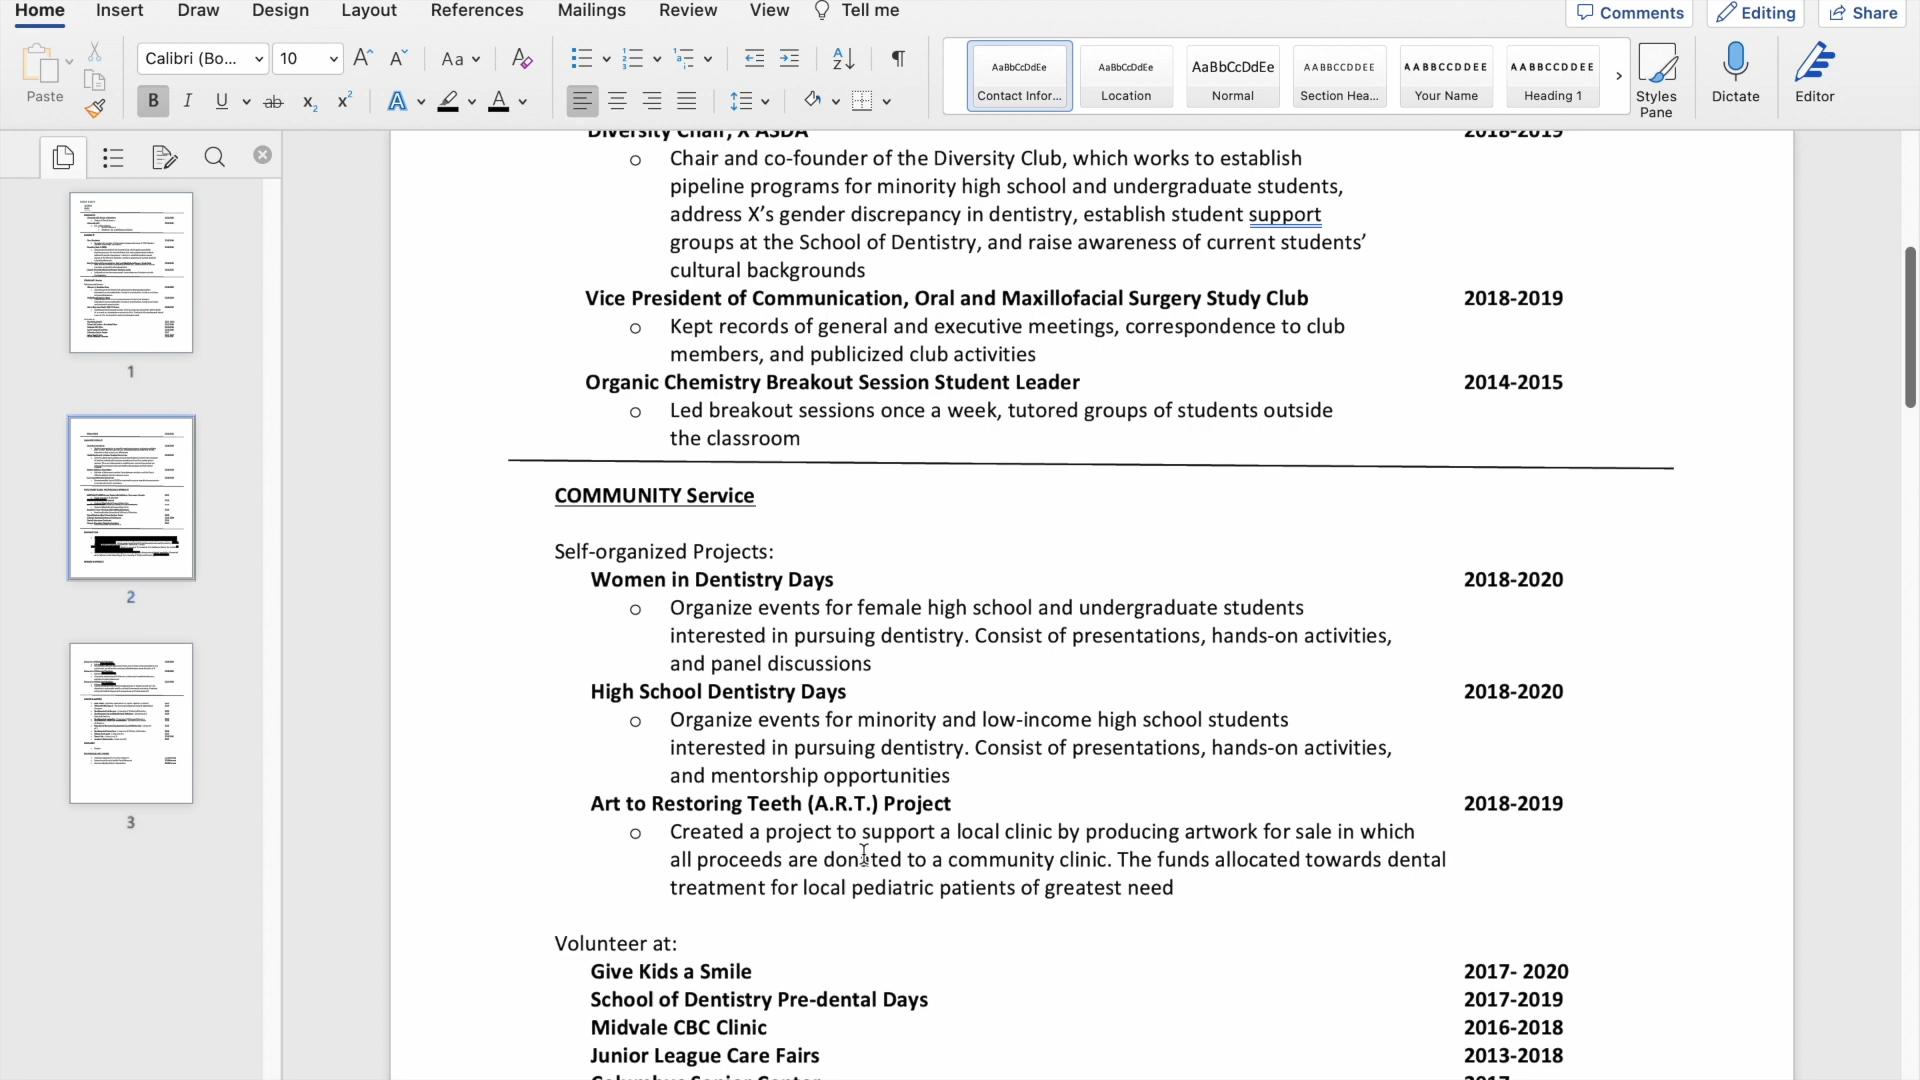 Home Insert Draw Design Layout References Mailings Review View Tell me Comments Editing Share
Calibri (Bo... 10 Aa
Paste
B I U ab x2 x2 A A
AaBbCcDdEe AaBbCcDdEe AaBbCcDdEe AABBCCDDEE AABBCCDDEE AABBCCDDEE
Contact Infor... Location Normal Section Hea... Your Name Heading 1
Styles Pane
Dictate
Editor
1
2
3
Diversity Chair, X ASDA 2018-2019
o Chair and co-founder of the Diversity Club, which works to establish
pipeline programs for minority high school and undergraduate students,
address X's gender discrepancy in dentistry, establish student support
groups at the School of Dentistry, and raise awareness of current students'
cultural backgrounds
Vice President of Communication, Oral and Maxillofacial Surgery Study Club 2018-2019
o Kept records of general and executive meetings, correspondence to club
members, and publicized club activities
Organic Chemistry Breakout Session Student Leader 2014-2015
o Led breakout sessions once a week, tutored groups of students outside
the classroom
COMMUNITY Service
Self-organized Projects:
Women in Dentistry Days 2018-2020
o Organize events for female high school and undergraduate students
interested in pursuing dentistry. Consist of presentations, hands-on activities,
and panel discussions
High School Dentistry Days 2018-2020
o Organize events for minority and low-income high school students
interested in pursuing dentistry. Consist of presentations, hands-on activities,
and mentorship opportunities
Art to Restoring Teeth (A.R.T.) Project 2018-2019
o Created a project to support a local clinic by producing artwork for sale in which
all proceeds are donated to a community clinic. The funds allocated towards dental
treatment for local pediatric patients of greatest need
Volunteer at:
Give Kids a Smile 2017- 2020
School of Dentistry Pre-dental Days 2017-2019
Midvale CBC Clinic 2016-2018
Junior League Care Fairs 2013-2018
Columbus Senior Center 2017